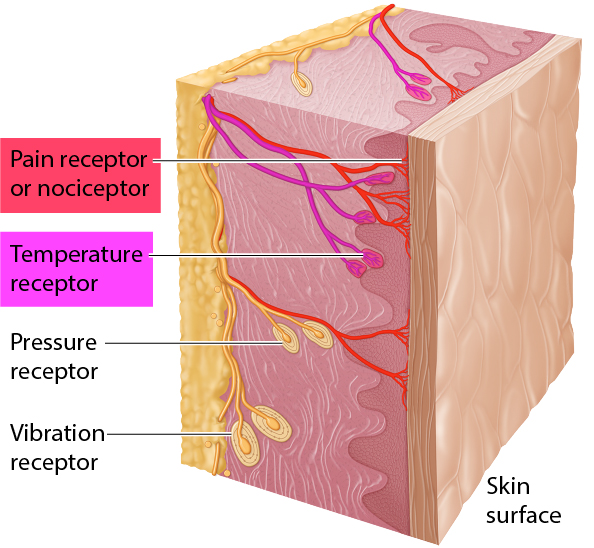 Pain receptor
or nociceptor
Temperature
receptor
Pressure
receptor
Vibration
receptor
Skin
surface